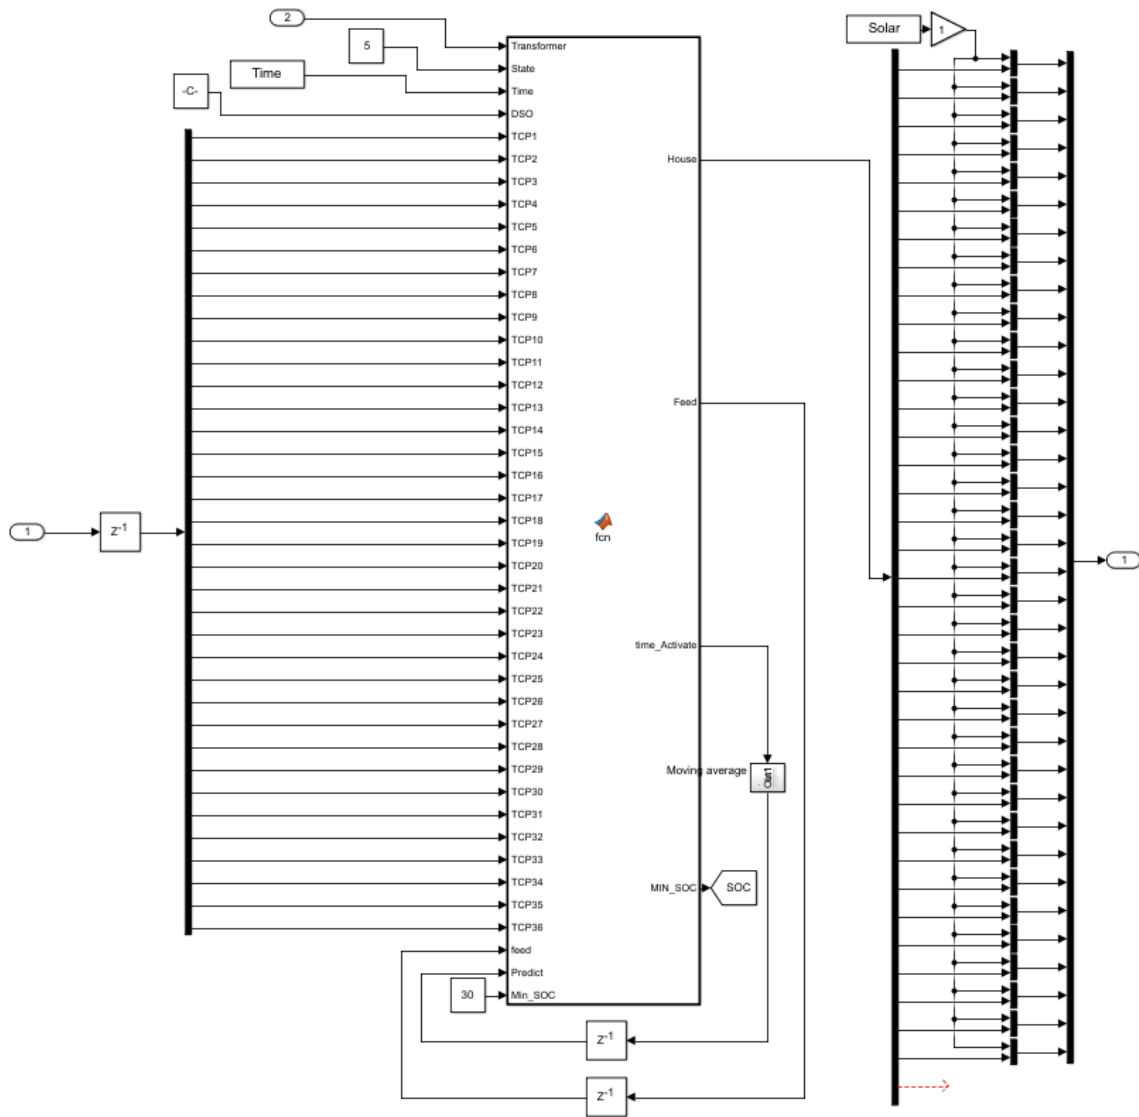 2
Solar
1
Transformer
5
State
Time
Time
-C-
DSO
TCP1
TCP2
House
TCP3
TCP4
TCP5
TCP6
TCP7
TCP8
TCP9
TCP10
TCP11
TCP12
TCP13
Feed
TCP14
TCP15
TCP16
TCP17
TCP18
fcn
1
Z⁻¹
TCP19
TCP20
1
TCP21
TCP22
TCP23
TCP24
time_Activate
TCP25
TCP26
TCP27
TCP28
TCP29
Moving average
Out1
TCP30
TCP31
TCP32
TCP33
TCP34
MIN_SOC
SOC
TCP35
TCP36
feed
Predict
30
Min_SOC
Z⁻¹
Z⁻¹